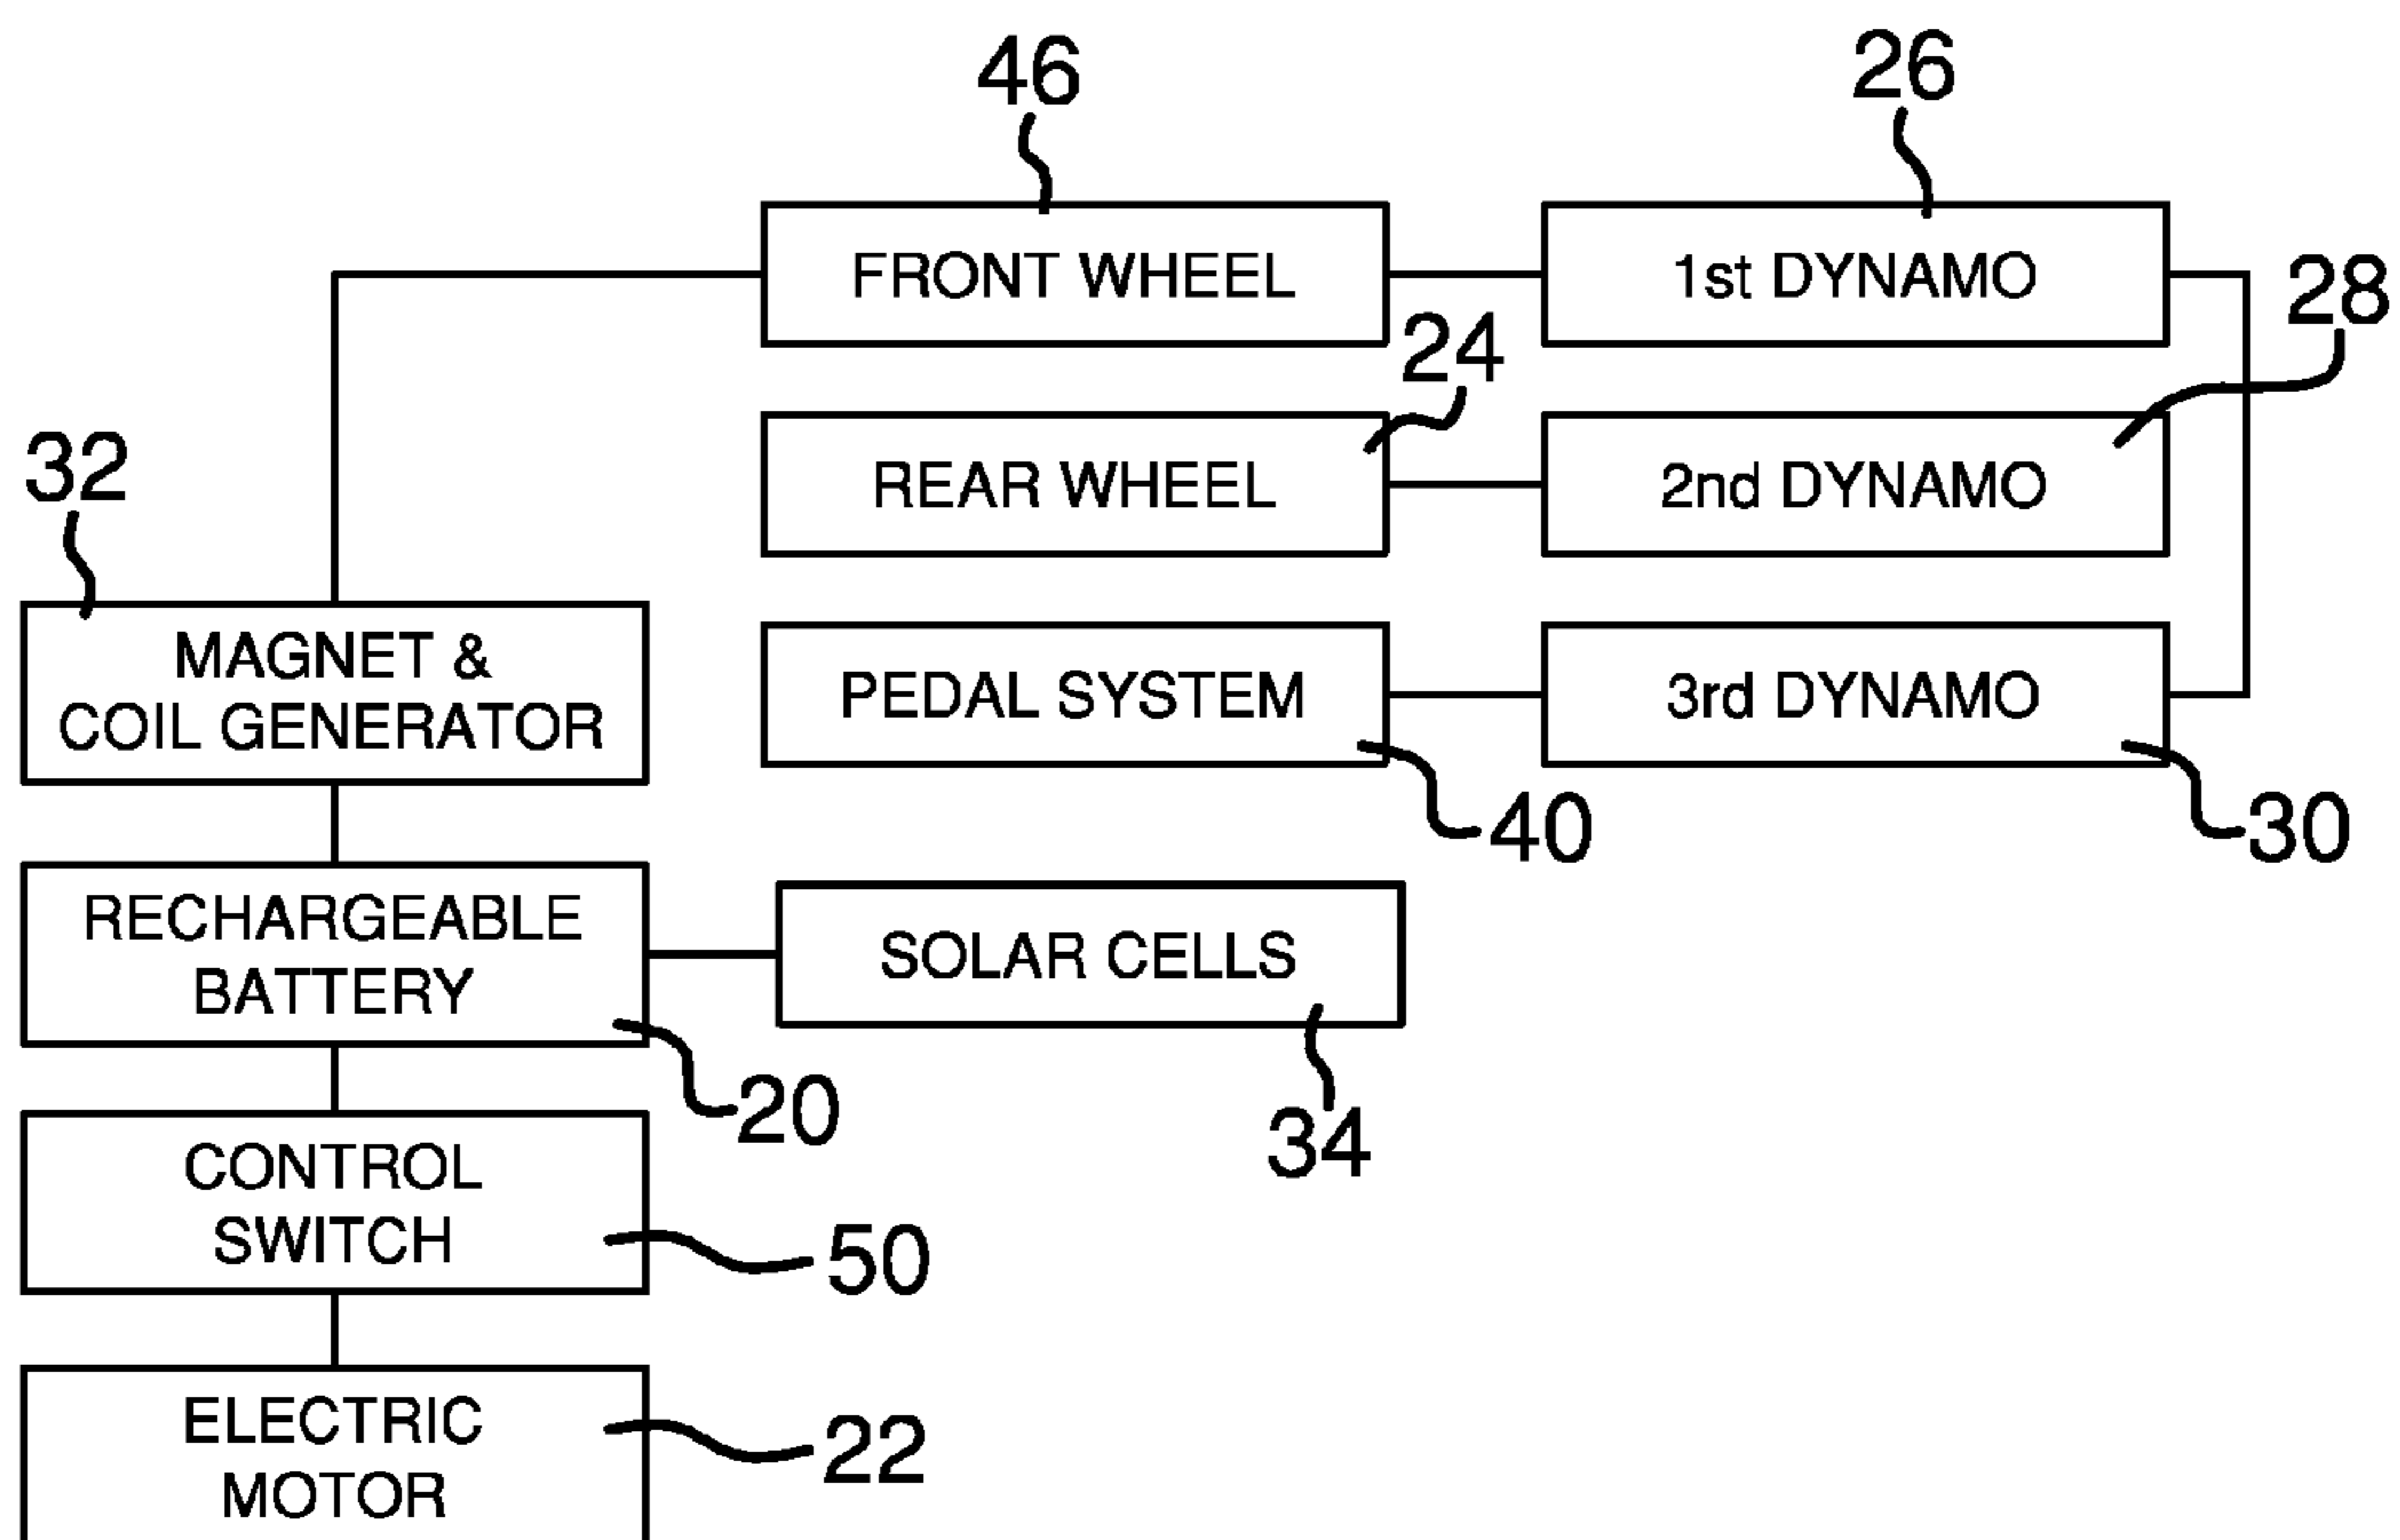 46
26
FRONT WHEEL
1st DYNAMO
28
24
REAR WHEEL
2nd DYNAMO
32
MAGNET &
COIL GENERATOR
PEDAL SYSTEM
3rd DYNAMO
40
30
RECHARGEABLE
BATTERY
SOLAR CELLS
20
34
CONTROL
SWITCH
50
ELECTRIC
MOTOR
22